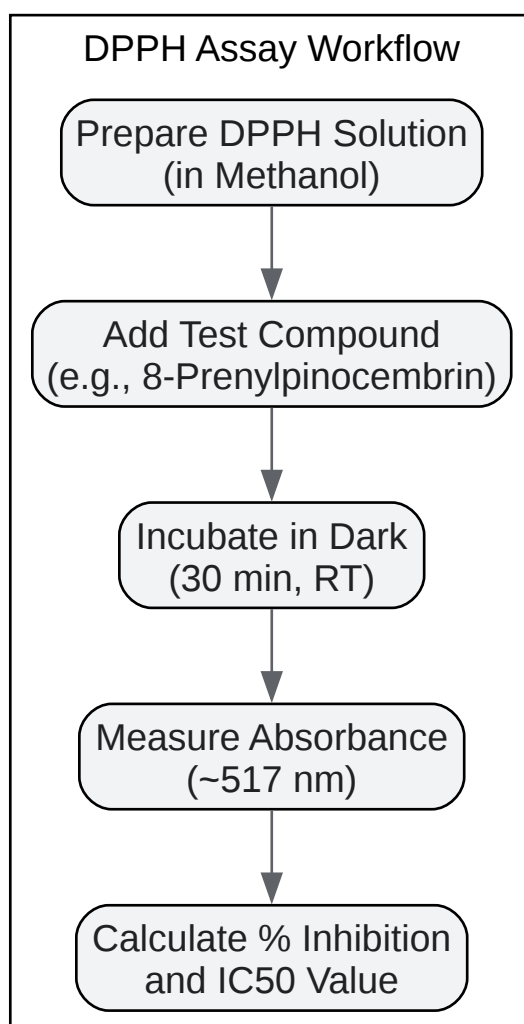 DPPH Assay Workflow
Prepare DPPH Solution
(in Methanol)
Add Test Compound
(e.g., 8-Prenylpinocembrin)
Incubate in Dark
(30 min, RT)
Measure Absorbance
(~517 nm)
Calculate % Inhibition
and IC50 Value